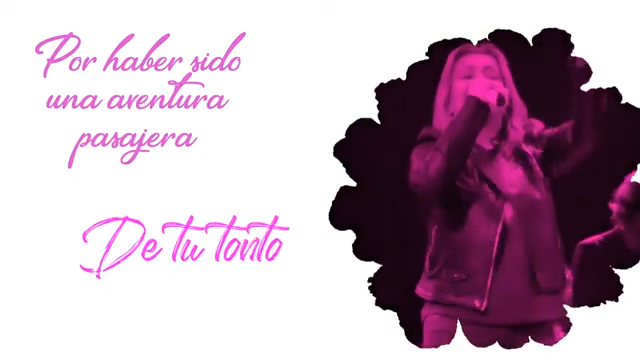 Por haber sido
una aventura
pasajera
De tu tonto